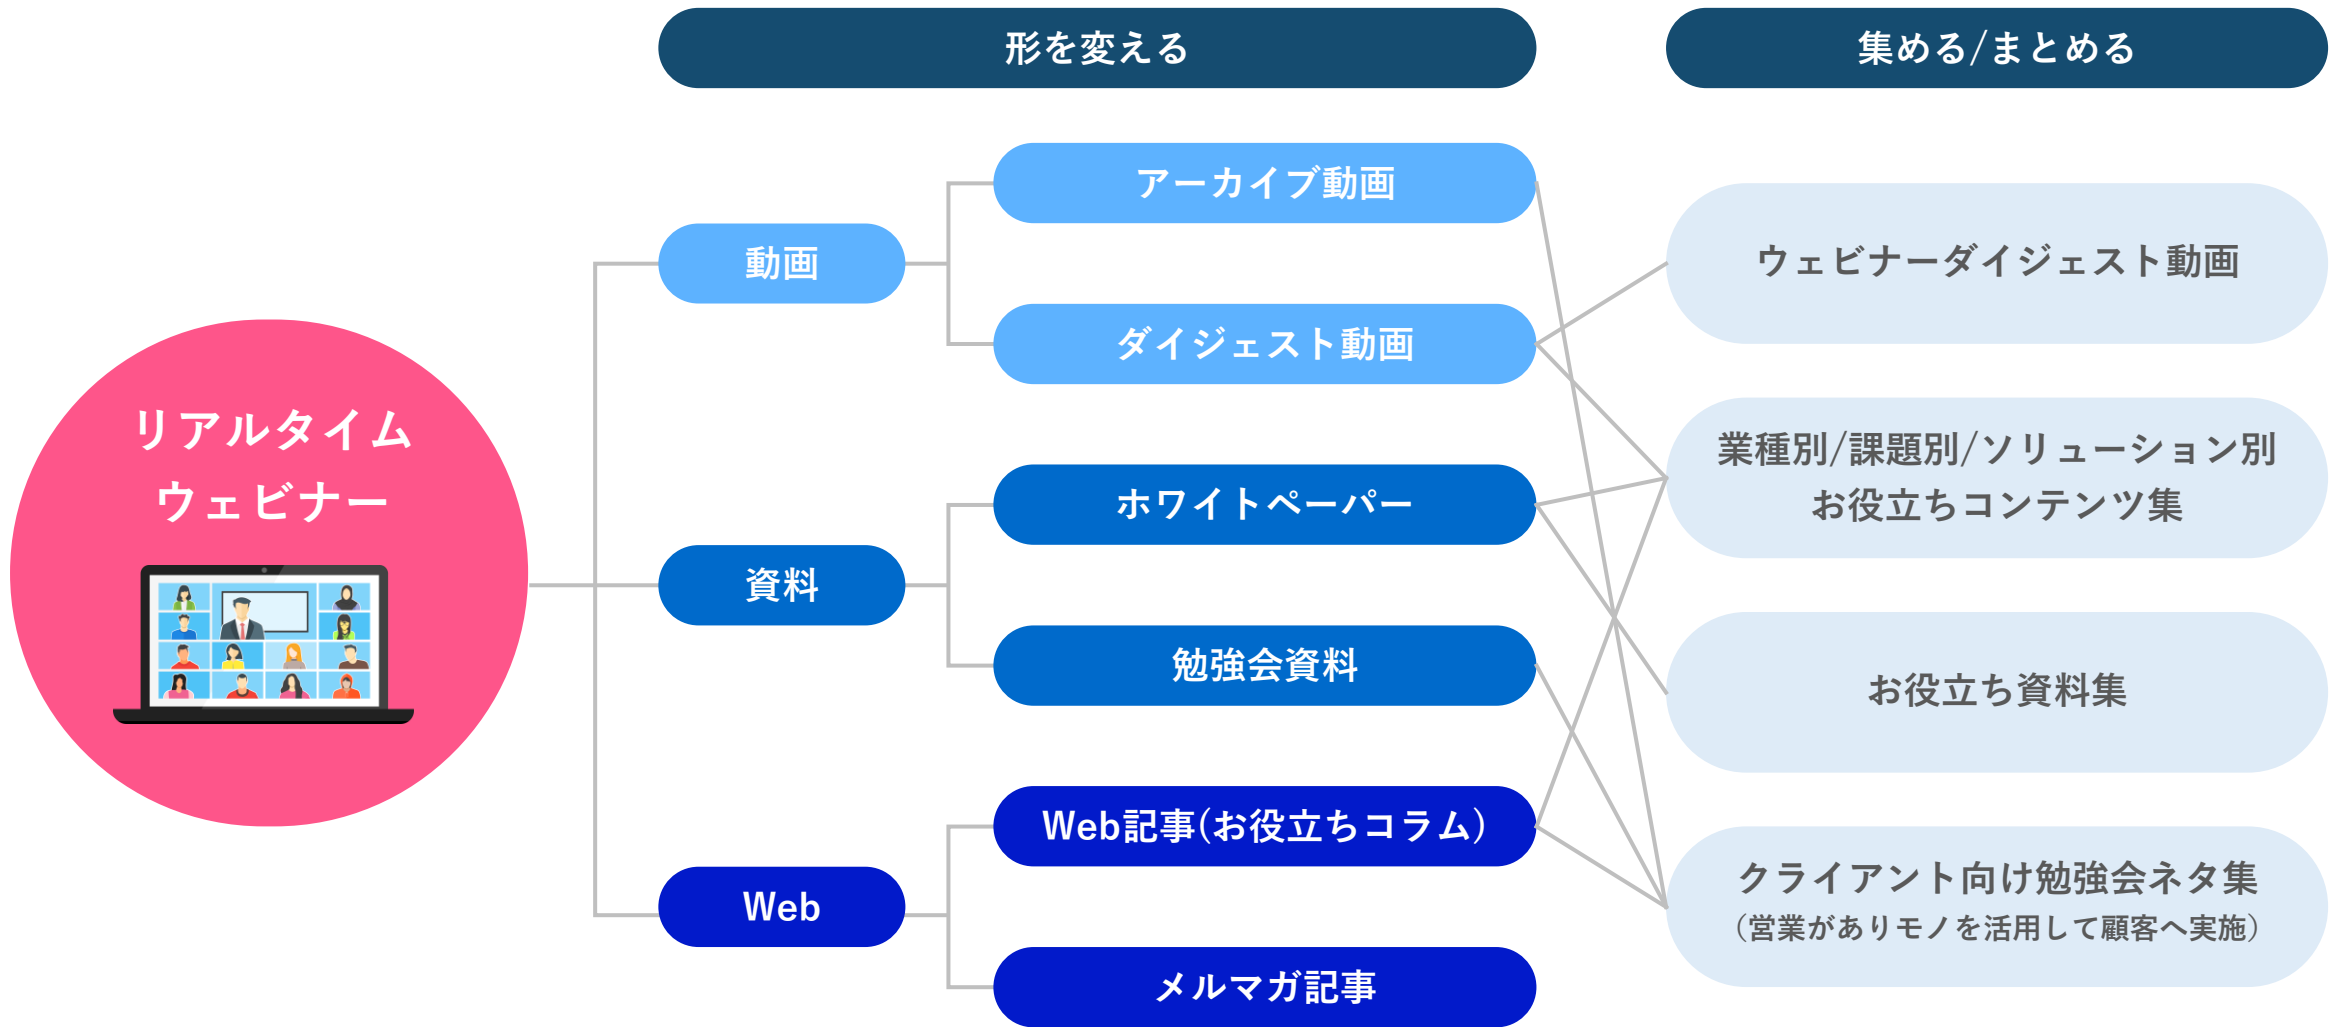 形を変える
集める/まとめる
リアルタイム
ウェビナー
動画
アーカイブ動画
ダイジェスト動画
資料
ホワイトペーパー
勉強会資料
Web
Web記事(お役立ちコラム)
メルマガ記事
ウェビナーダイジェスト動画
業種別/課題別/ソリューション別
お役立ちコンテンツ集
お役立ち資料集
クライアント向け勉強会ネタ集
(営業がありモノを活用して顧客へ実施)